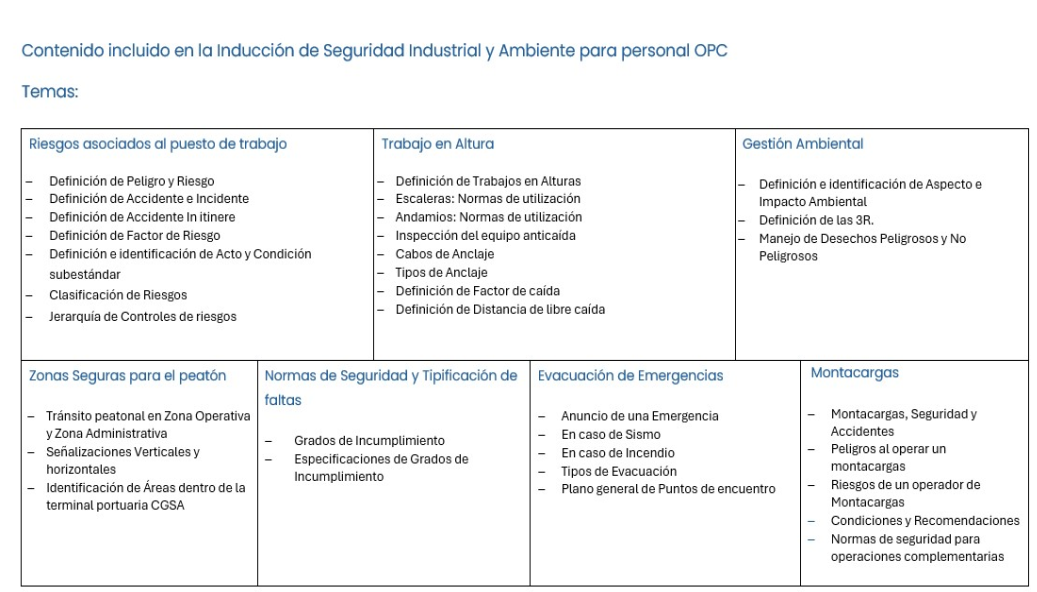 Contenido incluido en la Inducción de Seguridad Industrial y Ambiente para personal OPC
Temas:
Riesgos asociados al puesto de trabajo
– Definición de Peligro y Riesgo
– Definición de Accidente e Incidente
– Definición de Accidente In itinere
– Definición de Factor de Riesgo
– Definición e identificación de Acto y Condición
subestándar
– Clasificación de Riesgos
– Jerarquía de Controles de riesgos
Trabajo en Altura
– Definición de Trabajos en Alturas
– Escaleras: Normas de utilización
– Andamios: Normas de utilización
– Inspección del equipo anticaída
– Cabos de Anclaje
– Tipos de Anclaje
– Definición de Factor de caída
– Definición de Distancia de libre caída
Gestión Ambiental
– Definición e identificación de Aspecto e
Impacto Ambiental
– Definición de las 3R.
– Manejo de Desechos Peligrosos y No
Peligrosos
Zonas Seguras para el peatón
– Tránsito peatonal en Zona Operativa
y Zona Administrativa
– Señalizaciones Verticales y
horizontales
– Identificación de Áreas dentro de la
terminal portuaria CGSA
Normas de Seguridad y Tipificación de
faltas
– Grados de Incumplimiento
– Especificaciones de Grados de
Incumplimiento
Evacuación de Emergencias
– Anuncio de una Emergencia
– En caso de Sismo
– En caso de Incendio
– Tipos de Evacuación
– Plano general de Puntos de encuentro
Montacargas
– Montacargas, Seguridad y
Accidentes
– Peligros al operar un
montacargas
– Riesgos de un operador de
Montacargas
– Condiciones y Recomendaciones
– Normas de seguridad para
operaciones complementarias